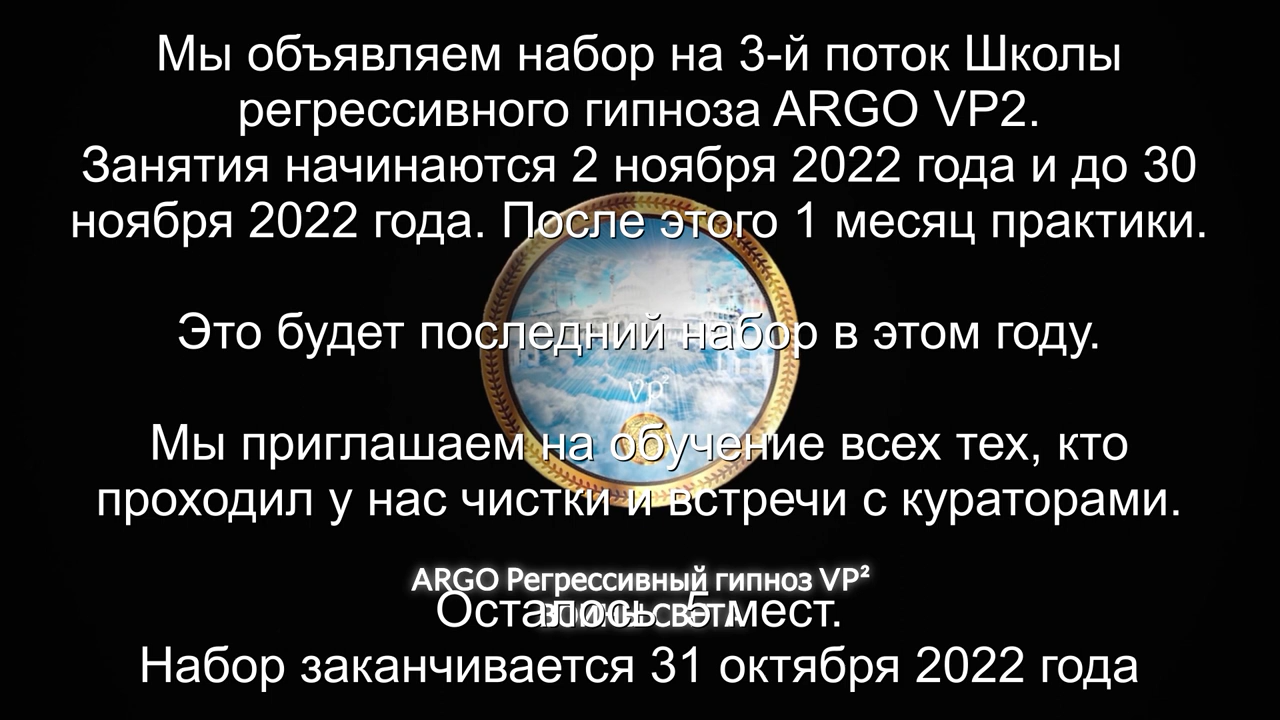 Мы объявляем набор на 3-й поток Школы
регрессивного гипноза ARGO VP2.
Занятия начинаются 2 ноября 2022 года и до 30
ноября 2022 года. После этого 1 месяц практики.
Это будет последний набор в этом году.
VP²
Мы приглашаем на обучение всех тех, кто
проходил у нас чистки и встречи с кураторами.
ARGO Регрессивный гипноз VP²
Осталось 5 мест.
ВОИНЫ СВЕТА
Набор заканчивается 31 октября 2022 года